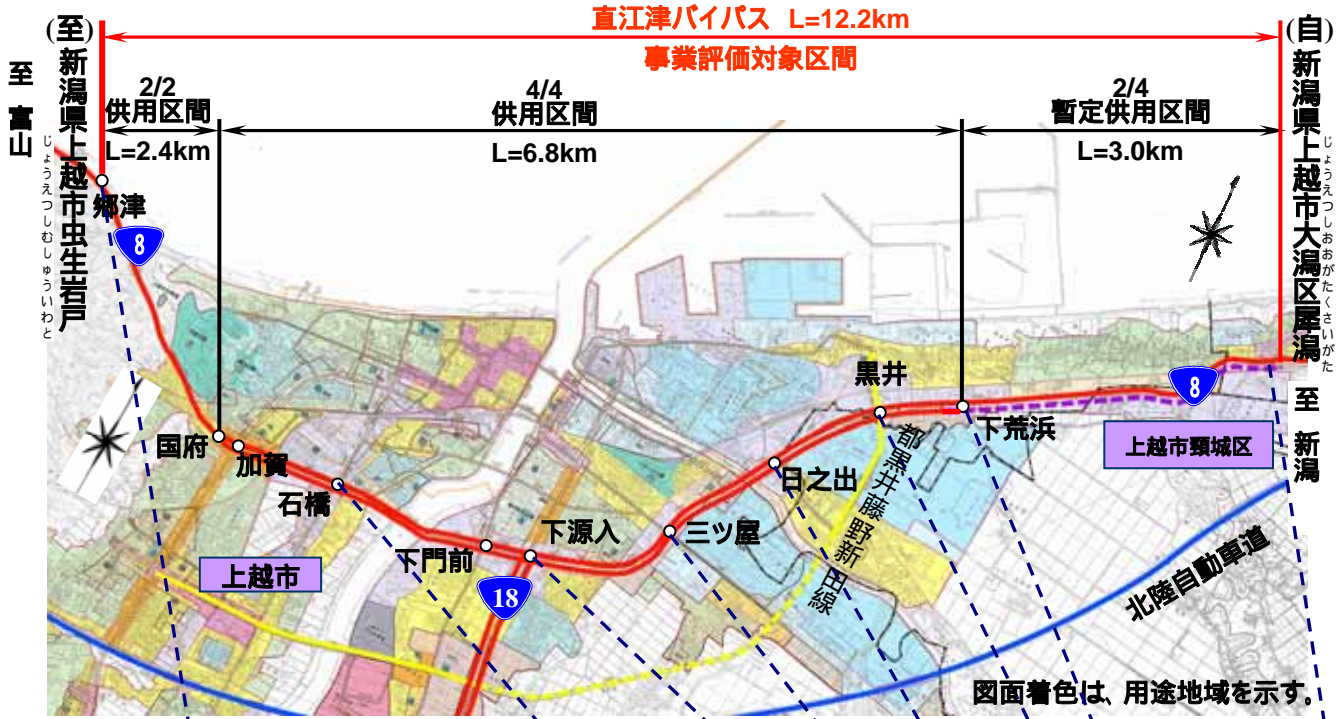 直江津バイパス L=12.2km
事業評価対象区間
(至)新潟県上越市虫生岩戸
じょうえつしむしゅういわと
至 富山
(自)新潟県上越市大潟区犀潟
じょうえつしおおがたくさいがた
至 新潟
2/2
供用区間
L=2.4km
4/4
供用区間
L=6.8km
2/4
暫定供用区間
L=3.0km
郷津
8
国府
加賀
石橋
下門前
下源入
三ツ屋
日之出
黒井
下荒浜
8
18
都黒井藤野新田線
上越市
上越市頸城区
北陸自動車道
図面着色は、用途地域を示す。